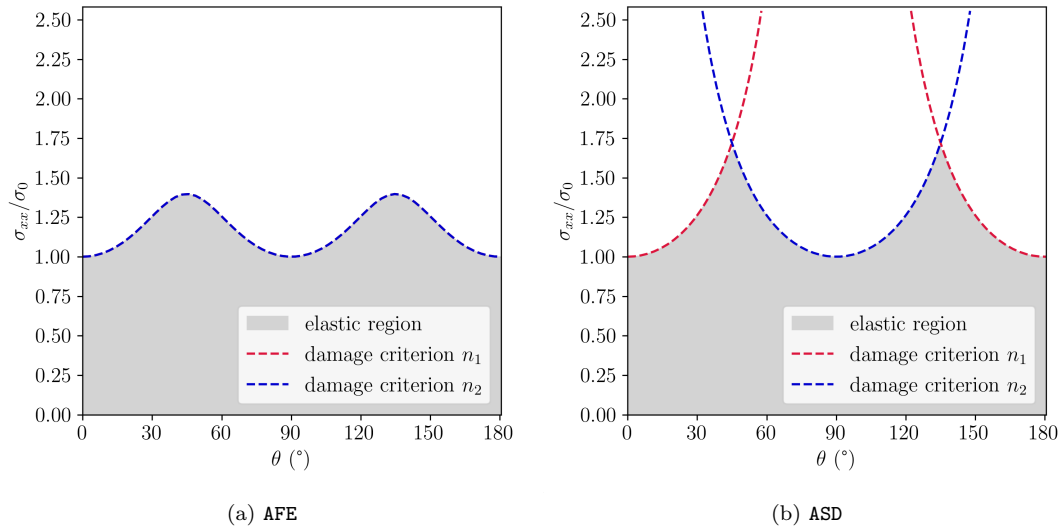 2.50
2.25
2.00
1.75
1.50
1.25
1.00
0.75
0.50
0.25
0.00
σxx/σ0
0 30 60 90 120 150 180
θ (°)
elastic region
damage criterion n1
damage criterion n2
(a) AFE
2.50
2.25
2.00
1.75
1.50
1.25
1.00
0.75
0.50
0.25
0.00
σxx/σ0
0 30 60 90 120 150 180
θ (°)
elastic region
damage criterion n1
damage criterion n2
(b) ASD